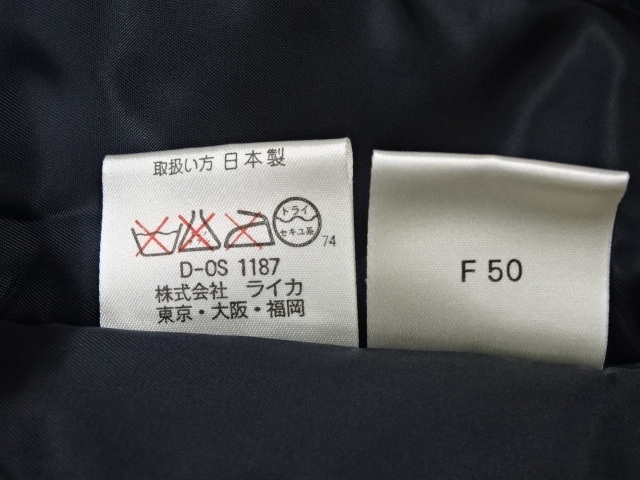 取扱い方 日本製
ドライ
セキユ系
74
D-OS 1187
株式会社 ライカ
東京・大阪・福岡
F 50